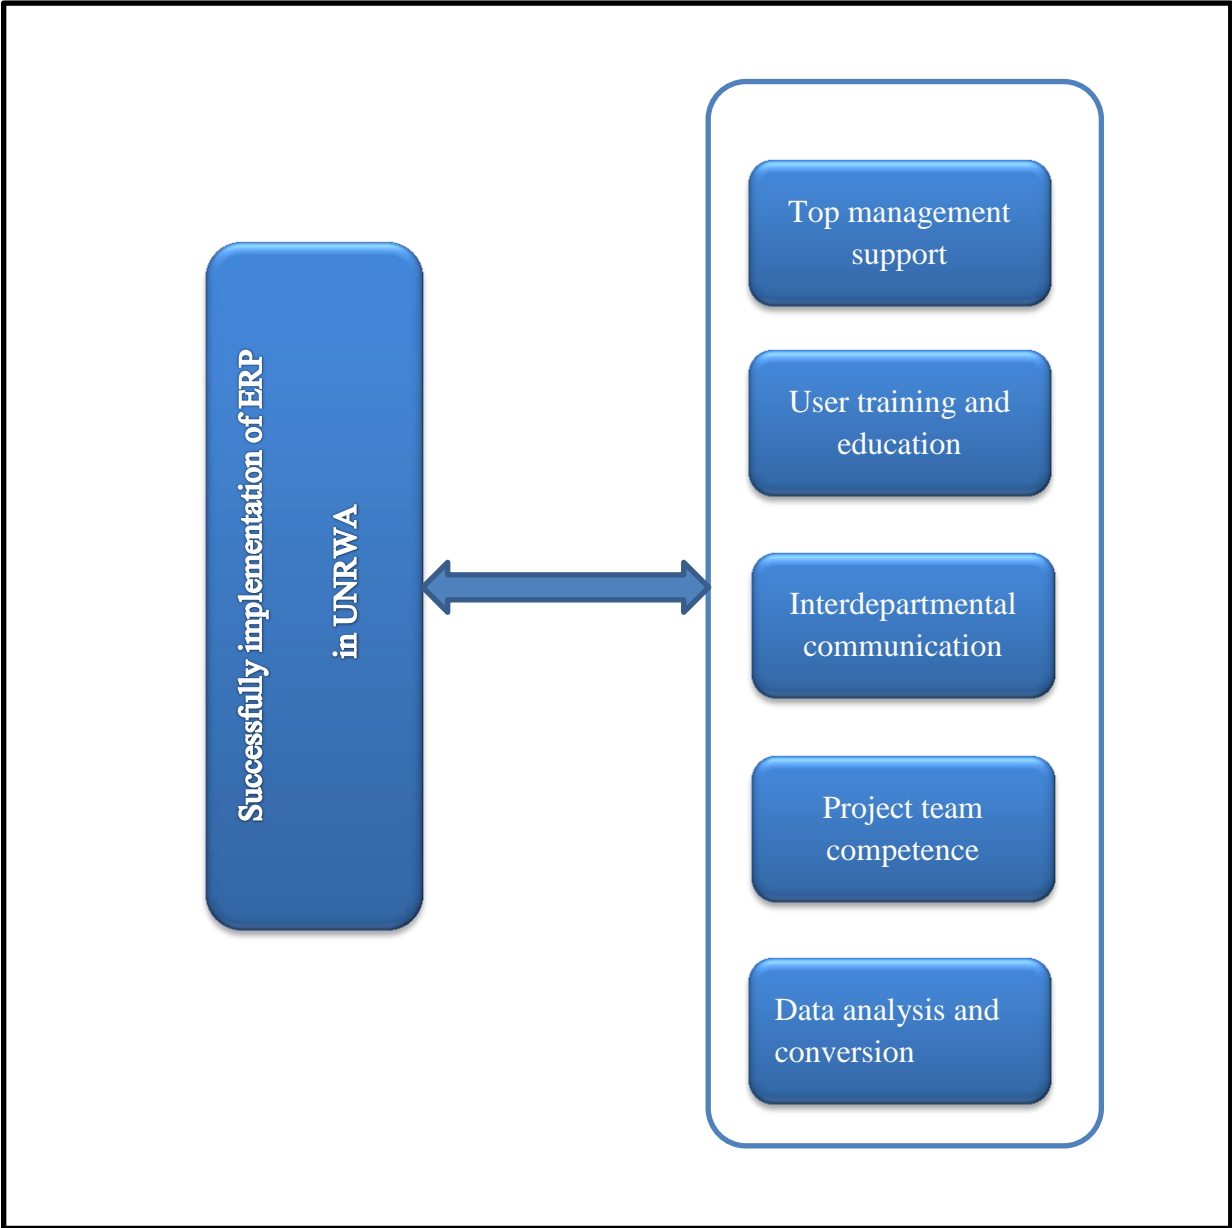 Successfully implementation of ERP
in UNRWA
Top management
support
User training and
education
Interdepartmental
communication
Project team
competence
Data analysis and
conversion